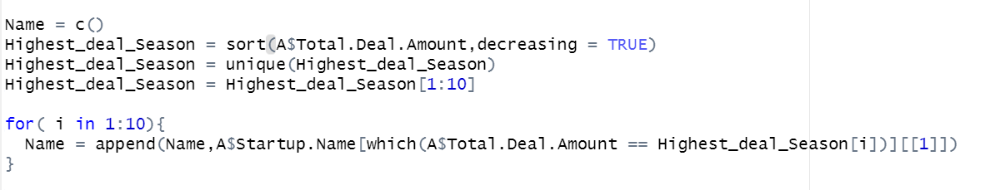 Name = c()
Highest_deal_Season = sort(A$Total.Deal.Amount,decreasing = TRUE)
Highest_deal_Season = unique(Highest_deal_Season)
Highest_deal_Season = Highest_deal_Season[1:10]
for( i in 1:10){
  Name = append(Name,A$Startup.Name[which(A$Total.Deal.Amount == Highest_deal_Season[i])][[1]])
}